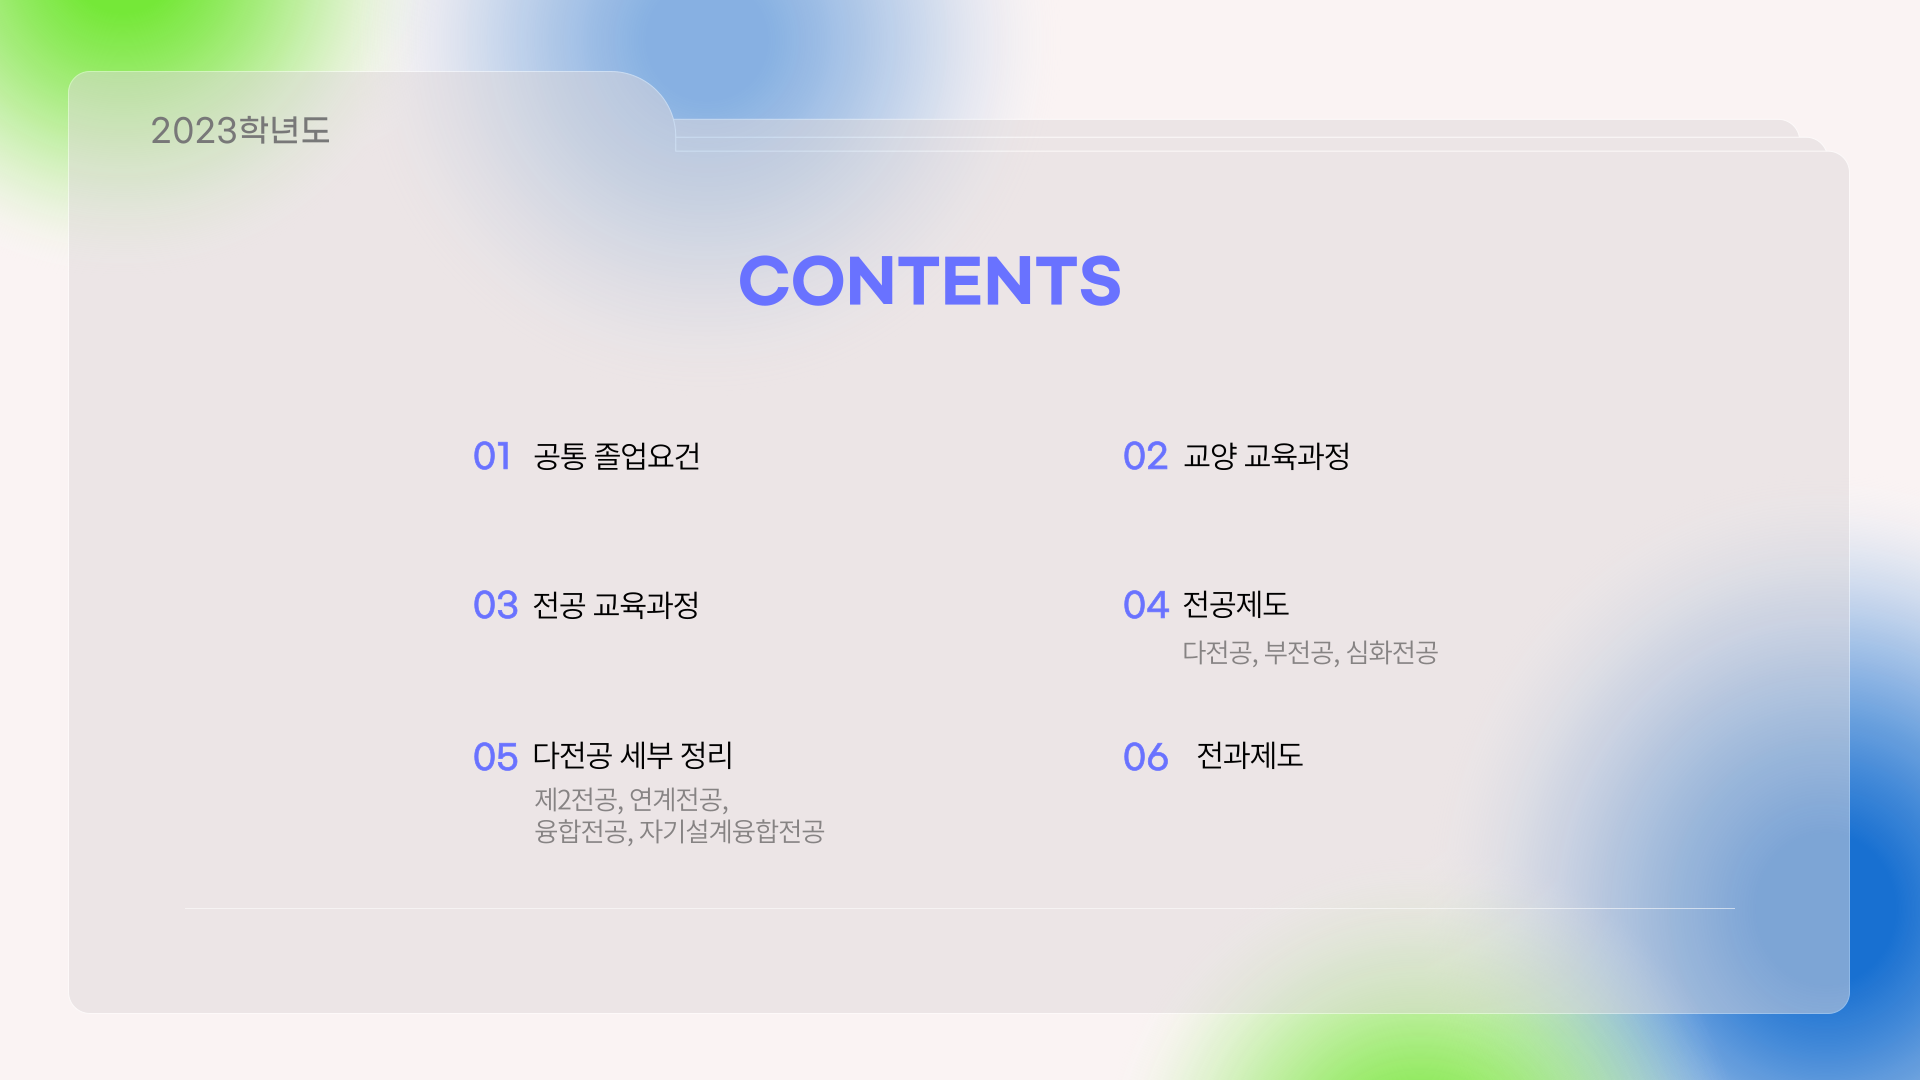 2023학년도
CONTENTS
01 공통 졸업요건
02 교양 교육과정
03 전공 교육과정
04 전공제도
다전공, 부전공, 심화전공
05 다전공 세부 정리
제2전공, 연계전공,
융합전공, 자기설계융합전공
06 전과제도